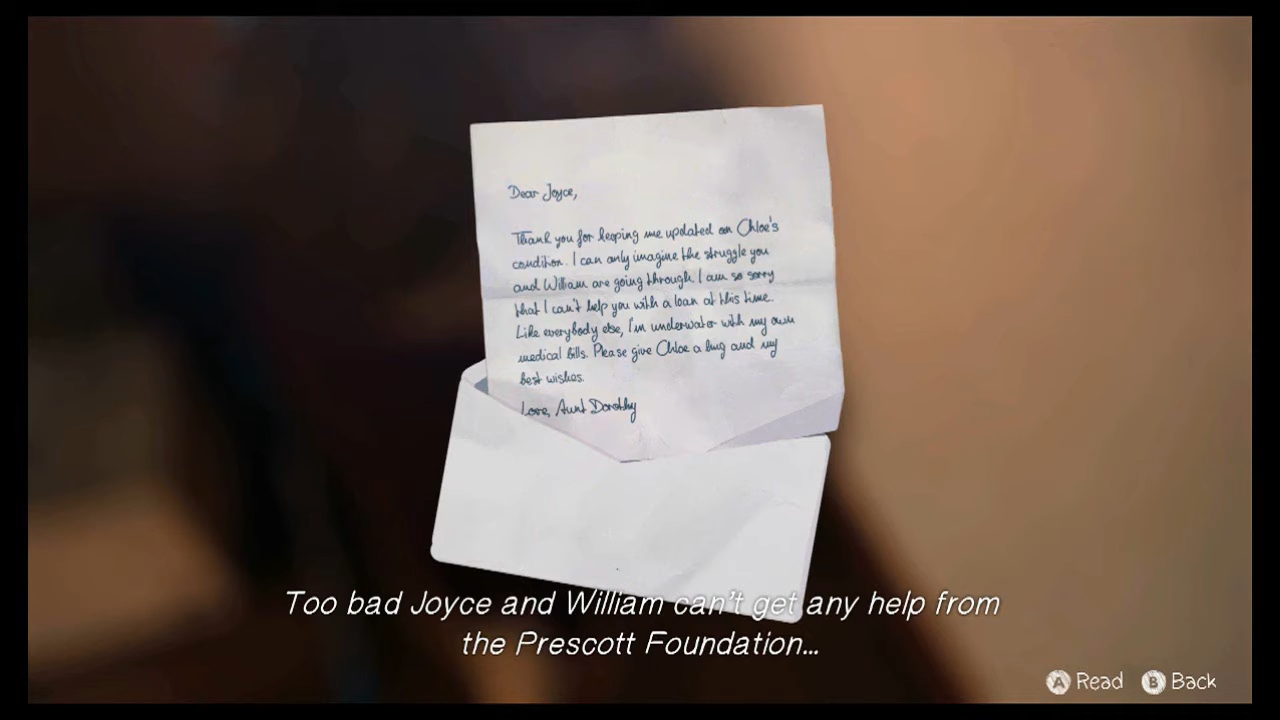 Dear Joyce,
Thank you for keeping me updated on Chloe's
condition. I can only imagine the struggle you
and William are going through. I am so sorry
that I can't help you with a loan at this time.
Like everybody else, I'm underwater with my own
medical bills. Please give Chloe a hug and my
best wishes.
Love, Aunt Dorothy
Too bad Joyce and William can't get any help from
the Prescott Foundation...
A Read B Back